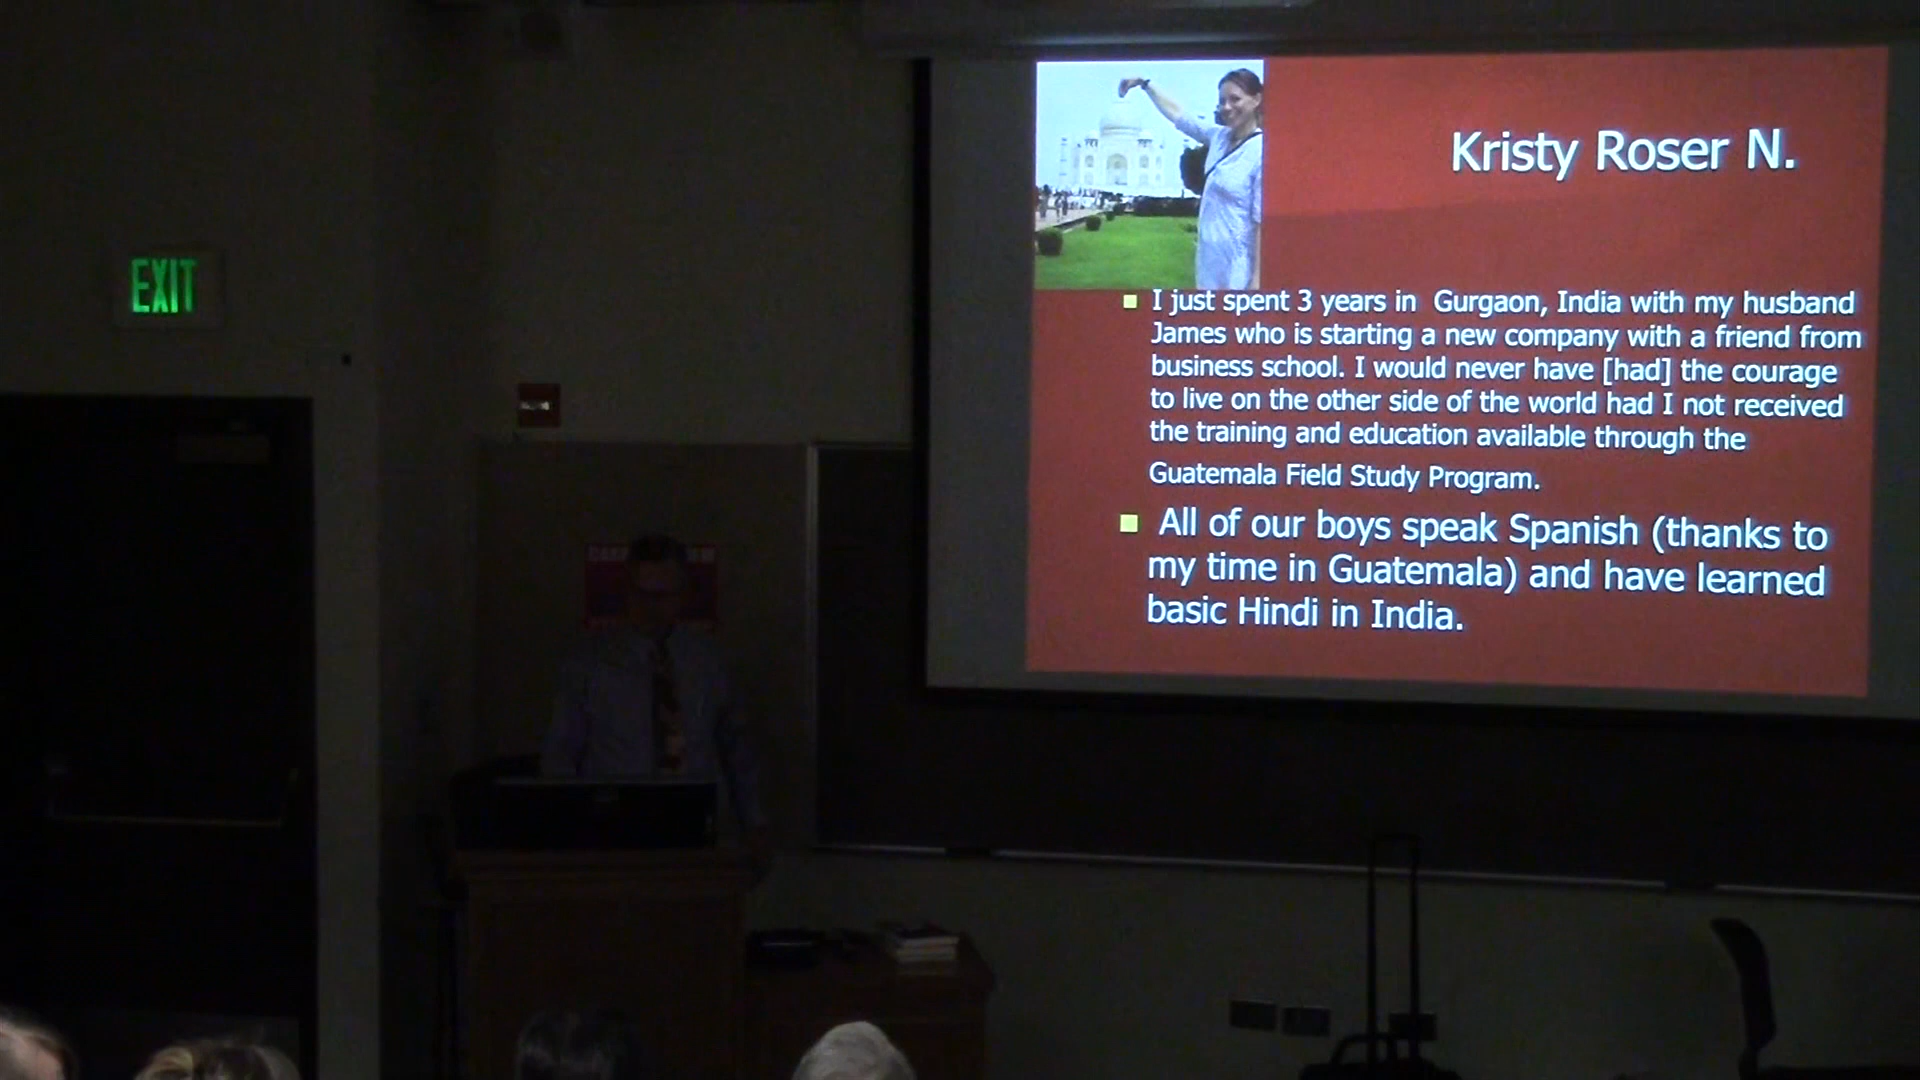 EXIT
Kristy Roser N.
I just spent 3 years in Gurgaon, India with my husband
James who is starting a new company with a friend from
business school. I would never have [had] the courage
to live on the other side of the world had I not received
the training and education available through the
Guatemala Field Study Program.
All of our boys speak Spanish (thanks to
my time in Guatemala) and have learned
basic Hindi in India.